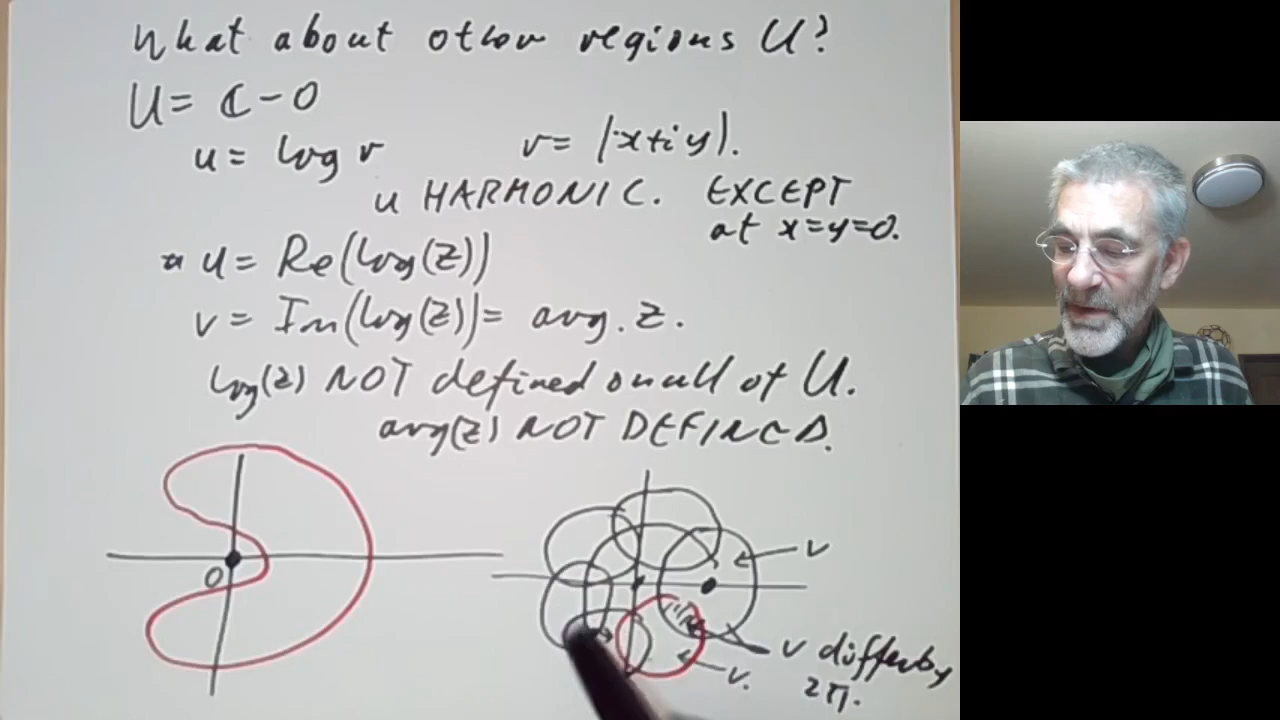 What about other regions U?
U = ℂ - 0
u = log r    r = |x+iy|.
u HARMONIC. EXCEPT
at x=y=0.
u = Re(log(z))
v = Im(log(z)) = arg. z.
log(z) NOT defined on all of U.
arg(z) NOT DEFINED.
0
v
v differ by
2π.
v.